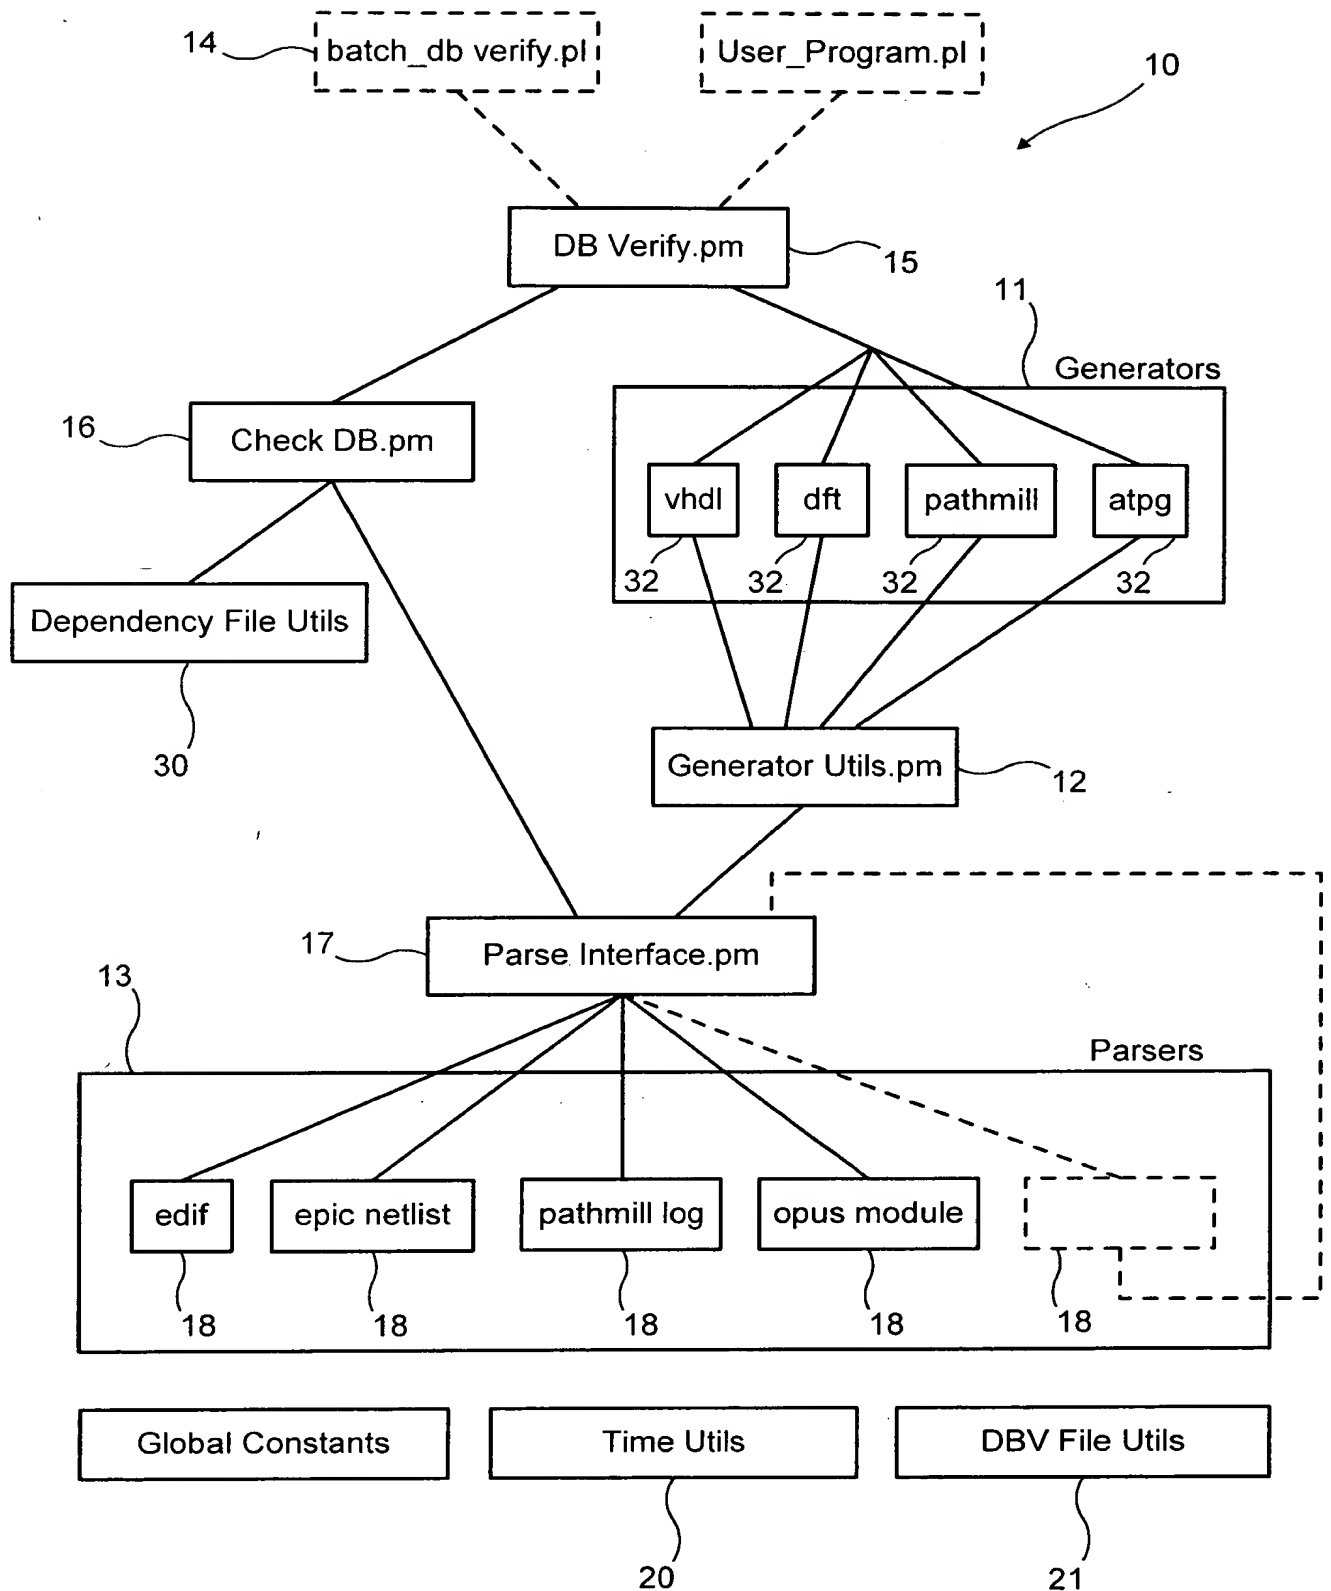 14
batch_db verify.pl
User_Program.pl
10
DB Verify.pm
15
11
Generators
16
Check DB.pm
vhdl
dft
pathmill
atpg
32
32
32
32
Dependency File Utils
30
Generator Utils.pm
12
17
Parse Interface.pm
13
Parsers
edif
epic netlist
pathmill log
opus module
18
18
18
18
18
Global Constants
Time Utils
DBV File Utils
20
21